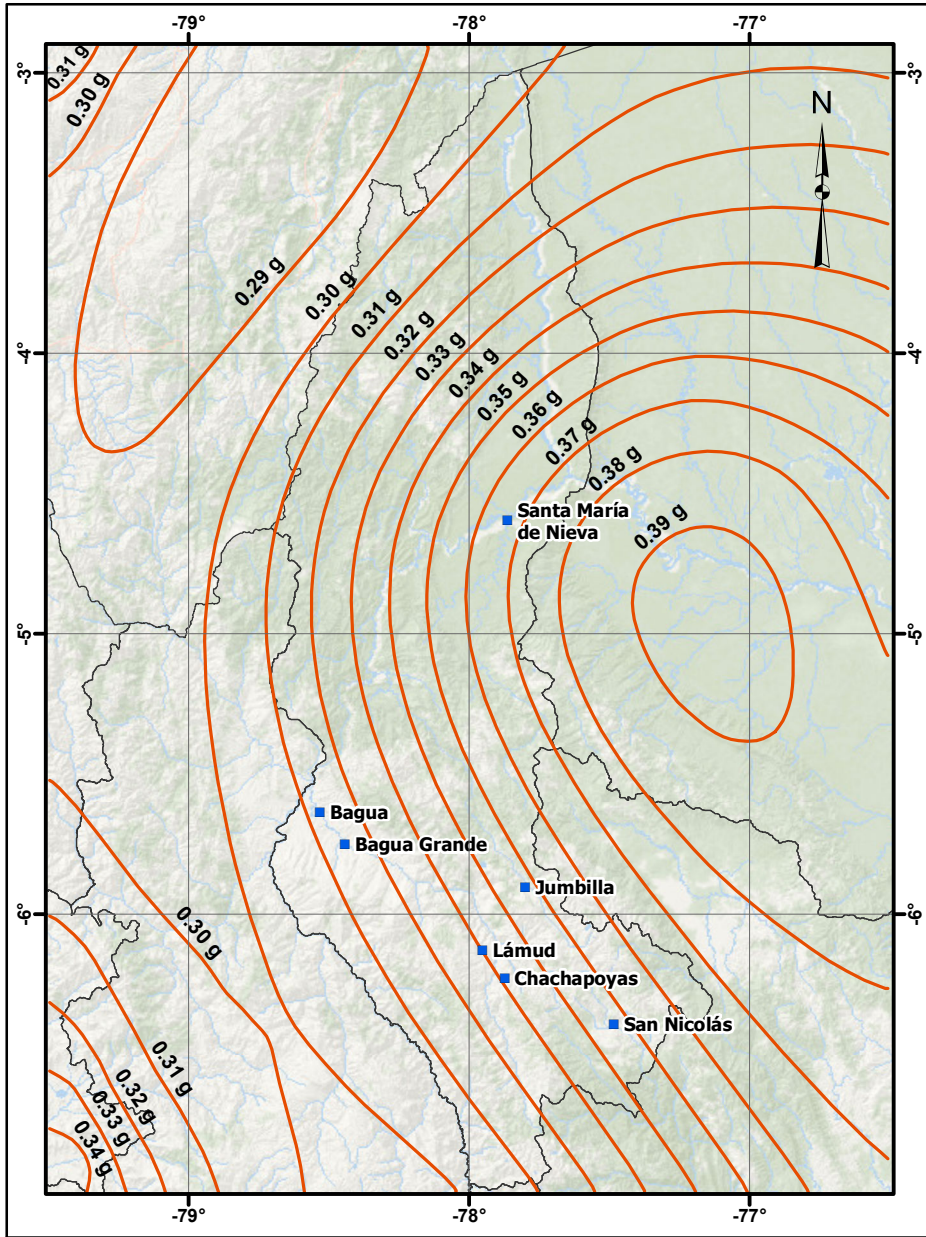 -79°
-78°
-77°
-3°
-3°
N
0.31 g
0.30 g
0.29 g
0.30 g
0.31 g
0.32 g
0.33 g
0.34 g
0.35 g
0.36 g
0.37 g
0.38 g
0.39 g
-4°
-4°
Santa María
de Nieva
-5°
-5°
Bagua
Bagua Grande
Jumbilla
-6°
-6°
0.30 g
Lámud
Chachapoyas
San Nicolás
0.31 g
0.32 g
0.33 g
0.34 g
-79°
-78°
-77°